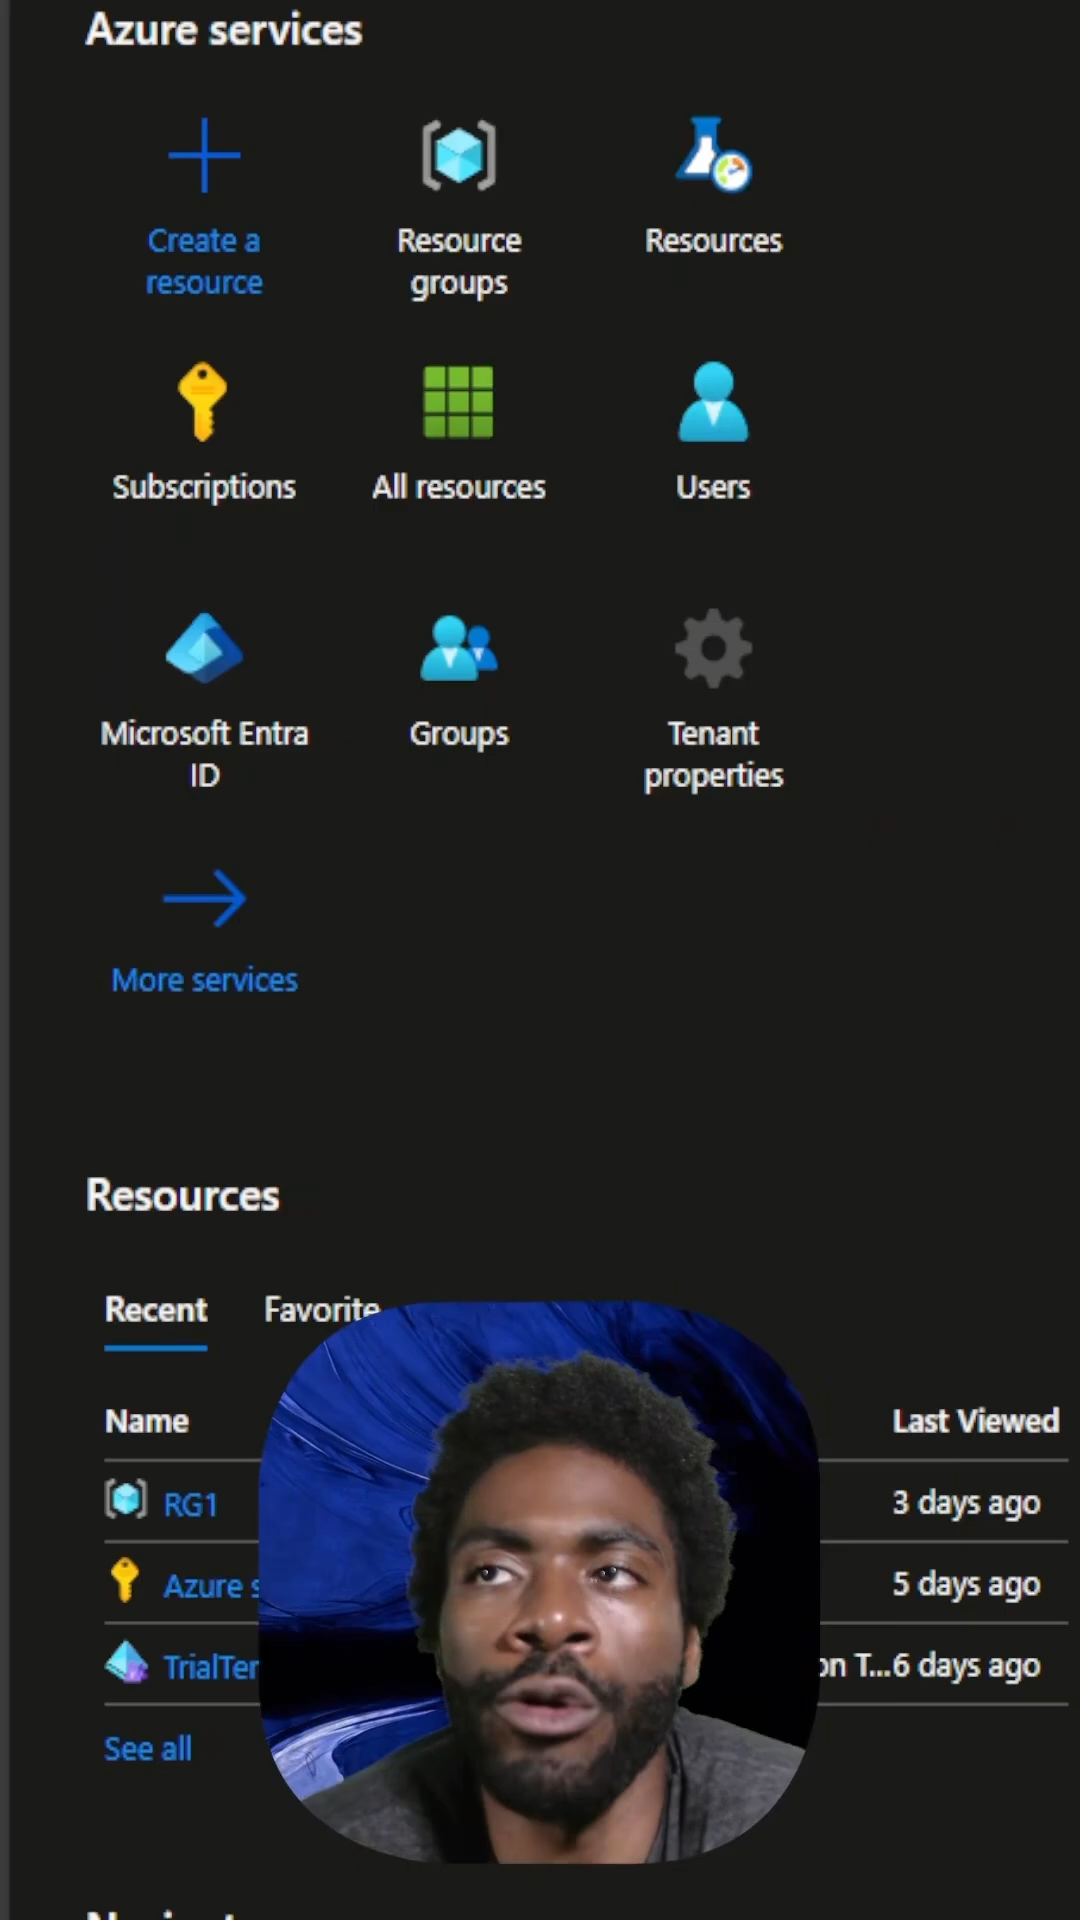 Azure services
Create a
resource
Resource
groups
Resources
Subscriptions
All resources
Users
Microsoft Entra
ID
Groups
Tenant
properties
More services
Resources
Recent
Favorite
Name
Last Viewed
RG1
3 days ago
Azure s
5 days ago
TrialTer
on T...
6 days ago
See all